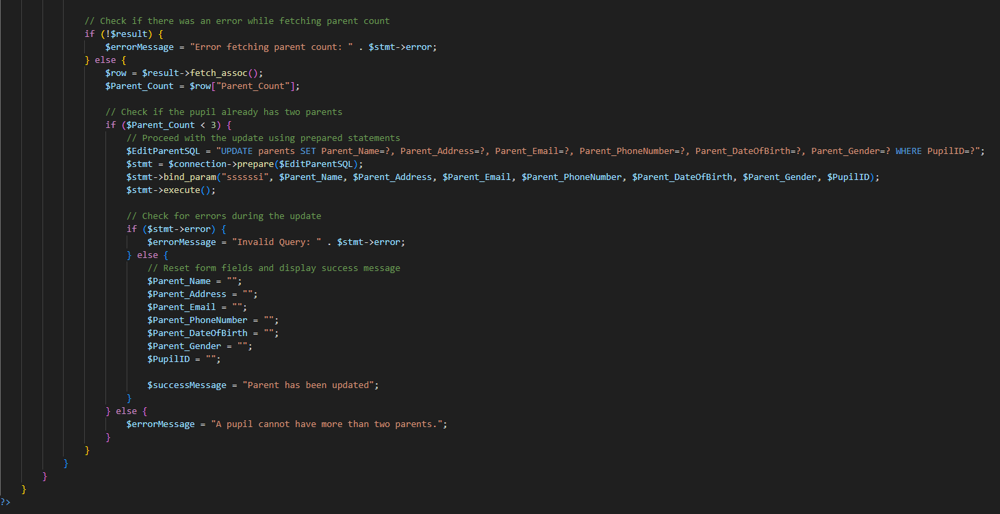 // Check if there was an error while fetching parent count
if (!$result) {
$errorMessage = "Error fetching parent count: " . $stmt->error;
} else {
$row = $result->fetch_assoc();
$Parent_Count = $row["Parent_Count"];
// Check if the pupil already has two parents
if ($Parent_Count < 3) {
// Proceed with the update using prepared statements
$EditParentSQL = "UPDATE parents SET Parent_Name=?, Parent_Address=?, Parent_Email=?, Parent_PhoneNumber=?, Parent_DateOfBirth=?, Parent_Gender=? WHERE PupilID=?";
$stmt = $connection->prepare($EditParentSQL);
$stmt->bind_param("ssssssi", $Parent_Name, $Parent_Address, $Parent_Email, $Parent_PhoneNumber, $Parent_DateOfBirth, $Parent_Gender, $PupilID);
$stmt->execute();
// Check for errors during the update
if ($stmt->error) {
$errorMessage = "Invalid Query: " . $stmt->error;
} else {
// Reset form fields and display success message
$Parent_Name = "";
$Parent_Address = "";
$Parent_Email = "";
$Parent_PhoneNumber = "";
$Parent_DateOfBirth = "";
$Parent_Gender = "";
$PupilID = "";
$successMessage = "Parent has been updated";
}
} else {
$errorMessage = "A pupil cannot have more than two parents.";
}
}
}
}
}
?>